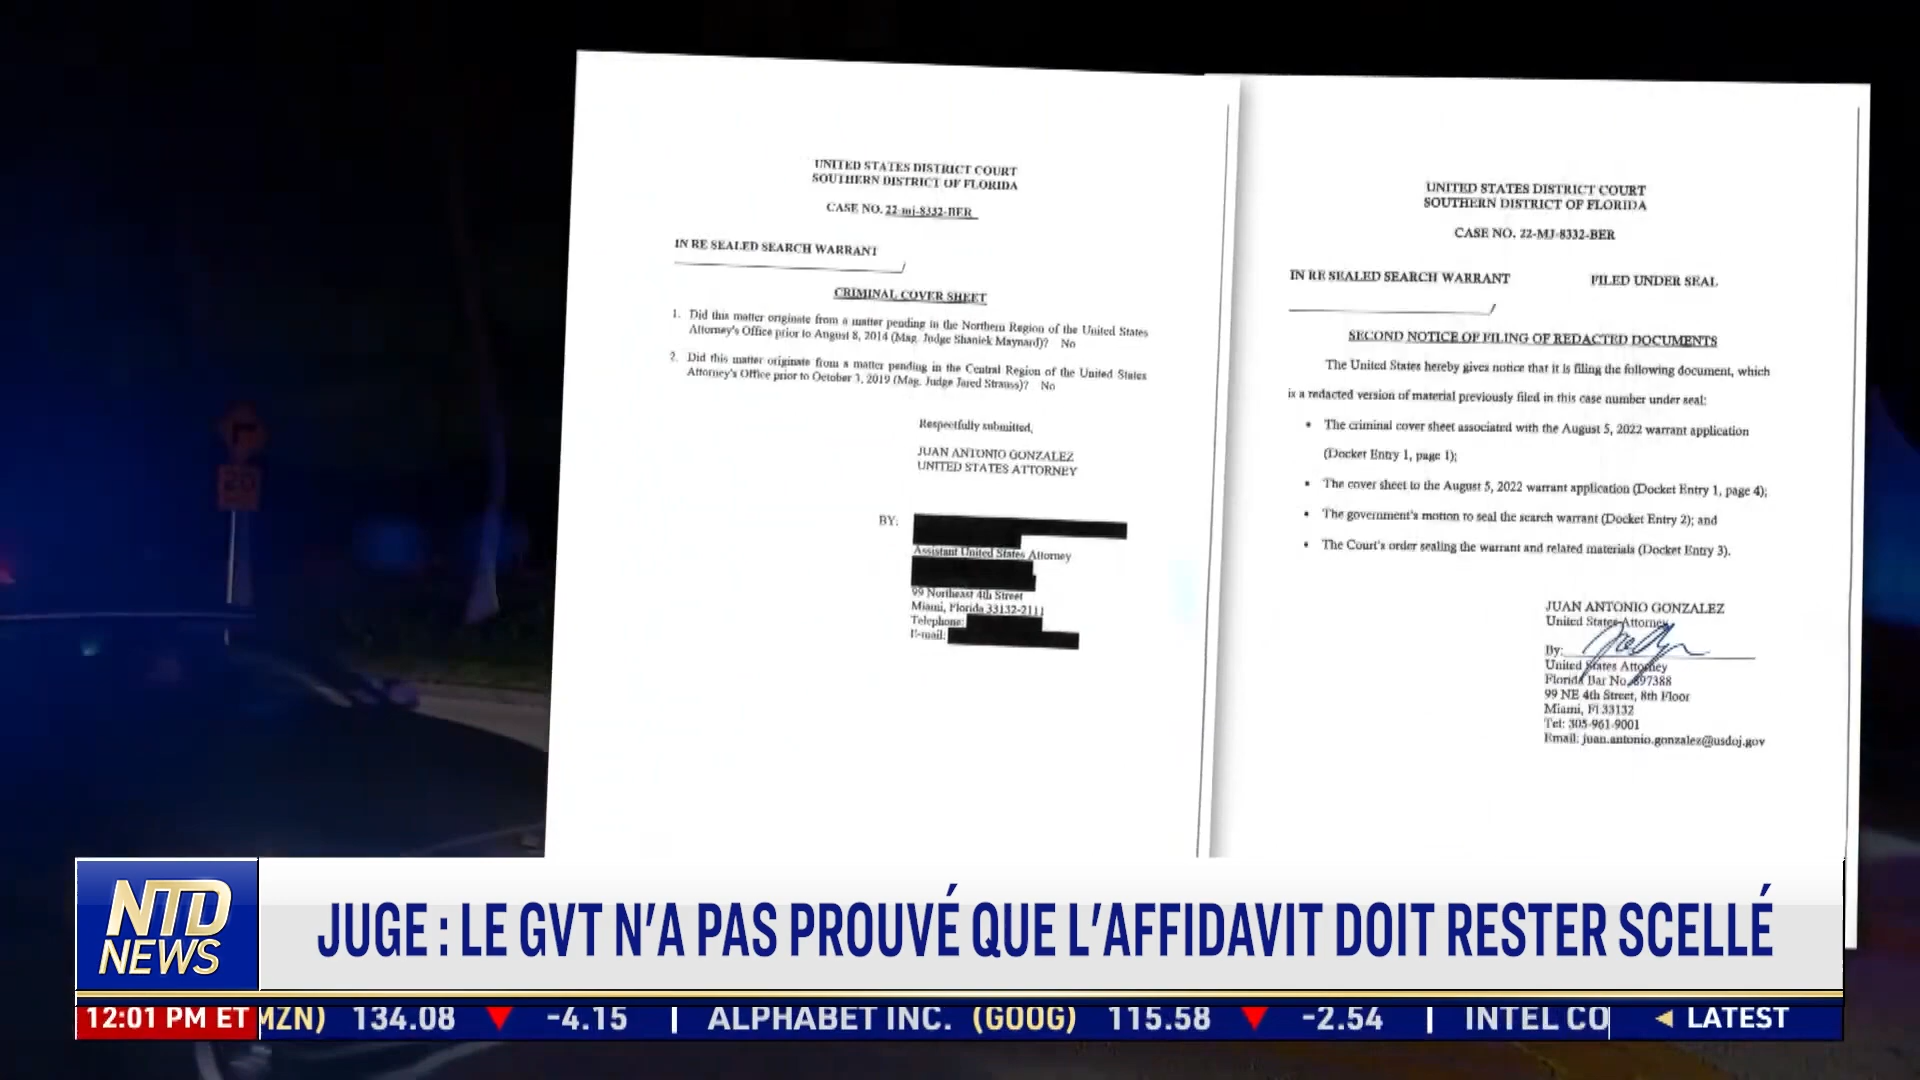 UNITED STATES DISTRICT COURT
SOUTHERN DISTRICT OF FLORIDA
CASE NO. 22-mj-8332-BER
IN RE SEALED SEARCH WARRANT
CRIMINAL COVER SHEET
1. Did this matter originate from a matter pending in the Northern Region of the United States
Attorney's Office prior to August 8, 2014 (Mag. Judge Shaniek Maynard)? No
2. Did this matter originate from a matter pending in the Central Region of the United States
Attorney's Office prior to October 3, 2019 (Mag. Judge Jared Strauss)? No
Respectfully submitted,
JUAN ANTONIO GONZALEZ
UNITED STATES ATTORNEY
BY:
Assistant United States Attorney
99 Northeast 4th Street
Miami, Florida 33132-2111
Telephone:
E-mail:
UNITED STATES DISTRICT COURT
SOUTHERN DISTRICT OF FLORIDA
CASE NO. 22-MJ-8332-BER
IN RE SEALED SEARCH WARRANT FILED UNDER SEAL
SECOND NOTICE OF FILING OF REDACTED DOCUMENTS
The United States hereby gives notice that it is filing the following document, which
is a redacted version of material previously filed in this case number under seal:
• The criminal cover sheet associated with the August 5, 2022 warrant application
(Docket Entry 1, page 1);
• The cover sheet to the August 5, 2022 warrant application (Docket Entry 1, page 4);
• The government's motion to seal the search warrant (Docket Entry 2); and
• The Court's order sealing the warrant and related materials (Docket Entry 3).
JUAN ANTONIO GONZALEZ
United States Attorney
By:
United States Attorney
Florida Bar No. 897388
99 NE 4th Street, 8th Floor
Miami, Fl 33132
Tel: 305-961-9001
Email: juan.antonio.gonzalez@usdoj.gov
20
NTD
NEWS
JUGE : LE GVT N'A PAS PROUVÉ QUE L'AFFIDAVIT DOIT RESTER SCELLÉ
12:01 PM ET MZN) 134.08 ▼ -4.15 | ALPHABET INC. (GOOG) 115.58 ▼ -2.54 | INTEL CO ◄ LATEST